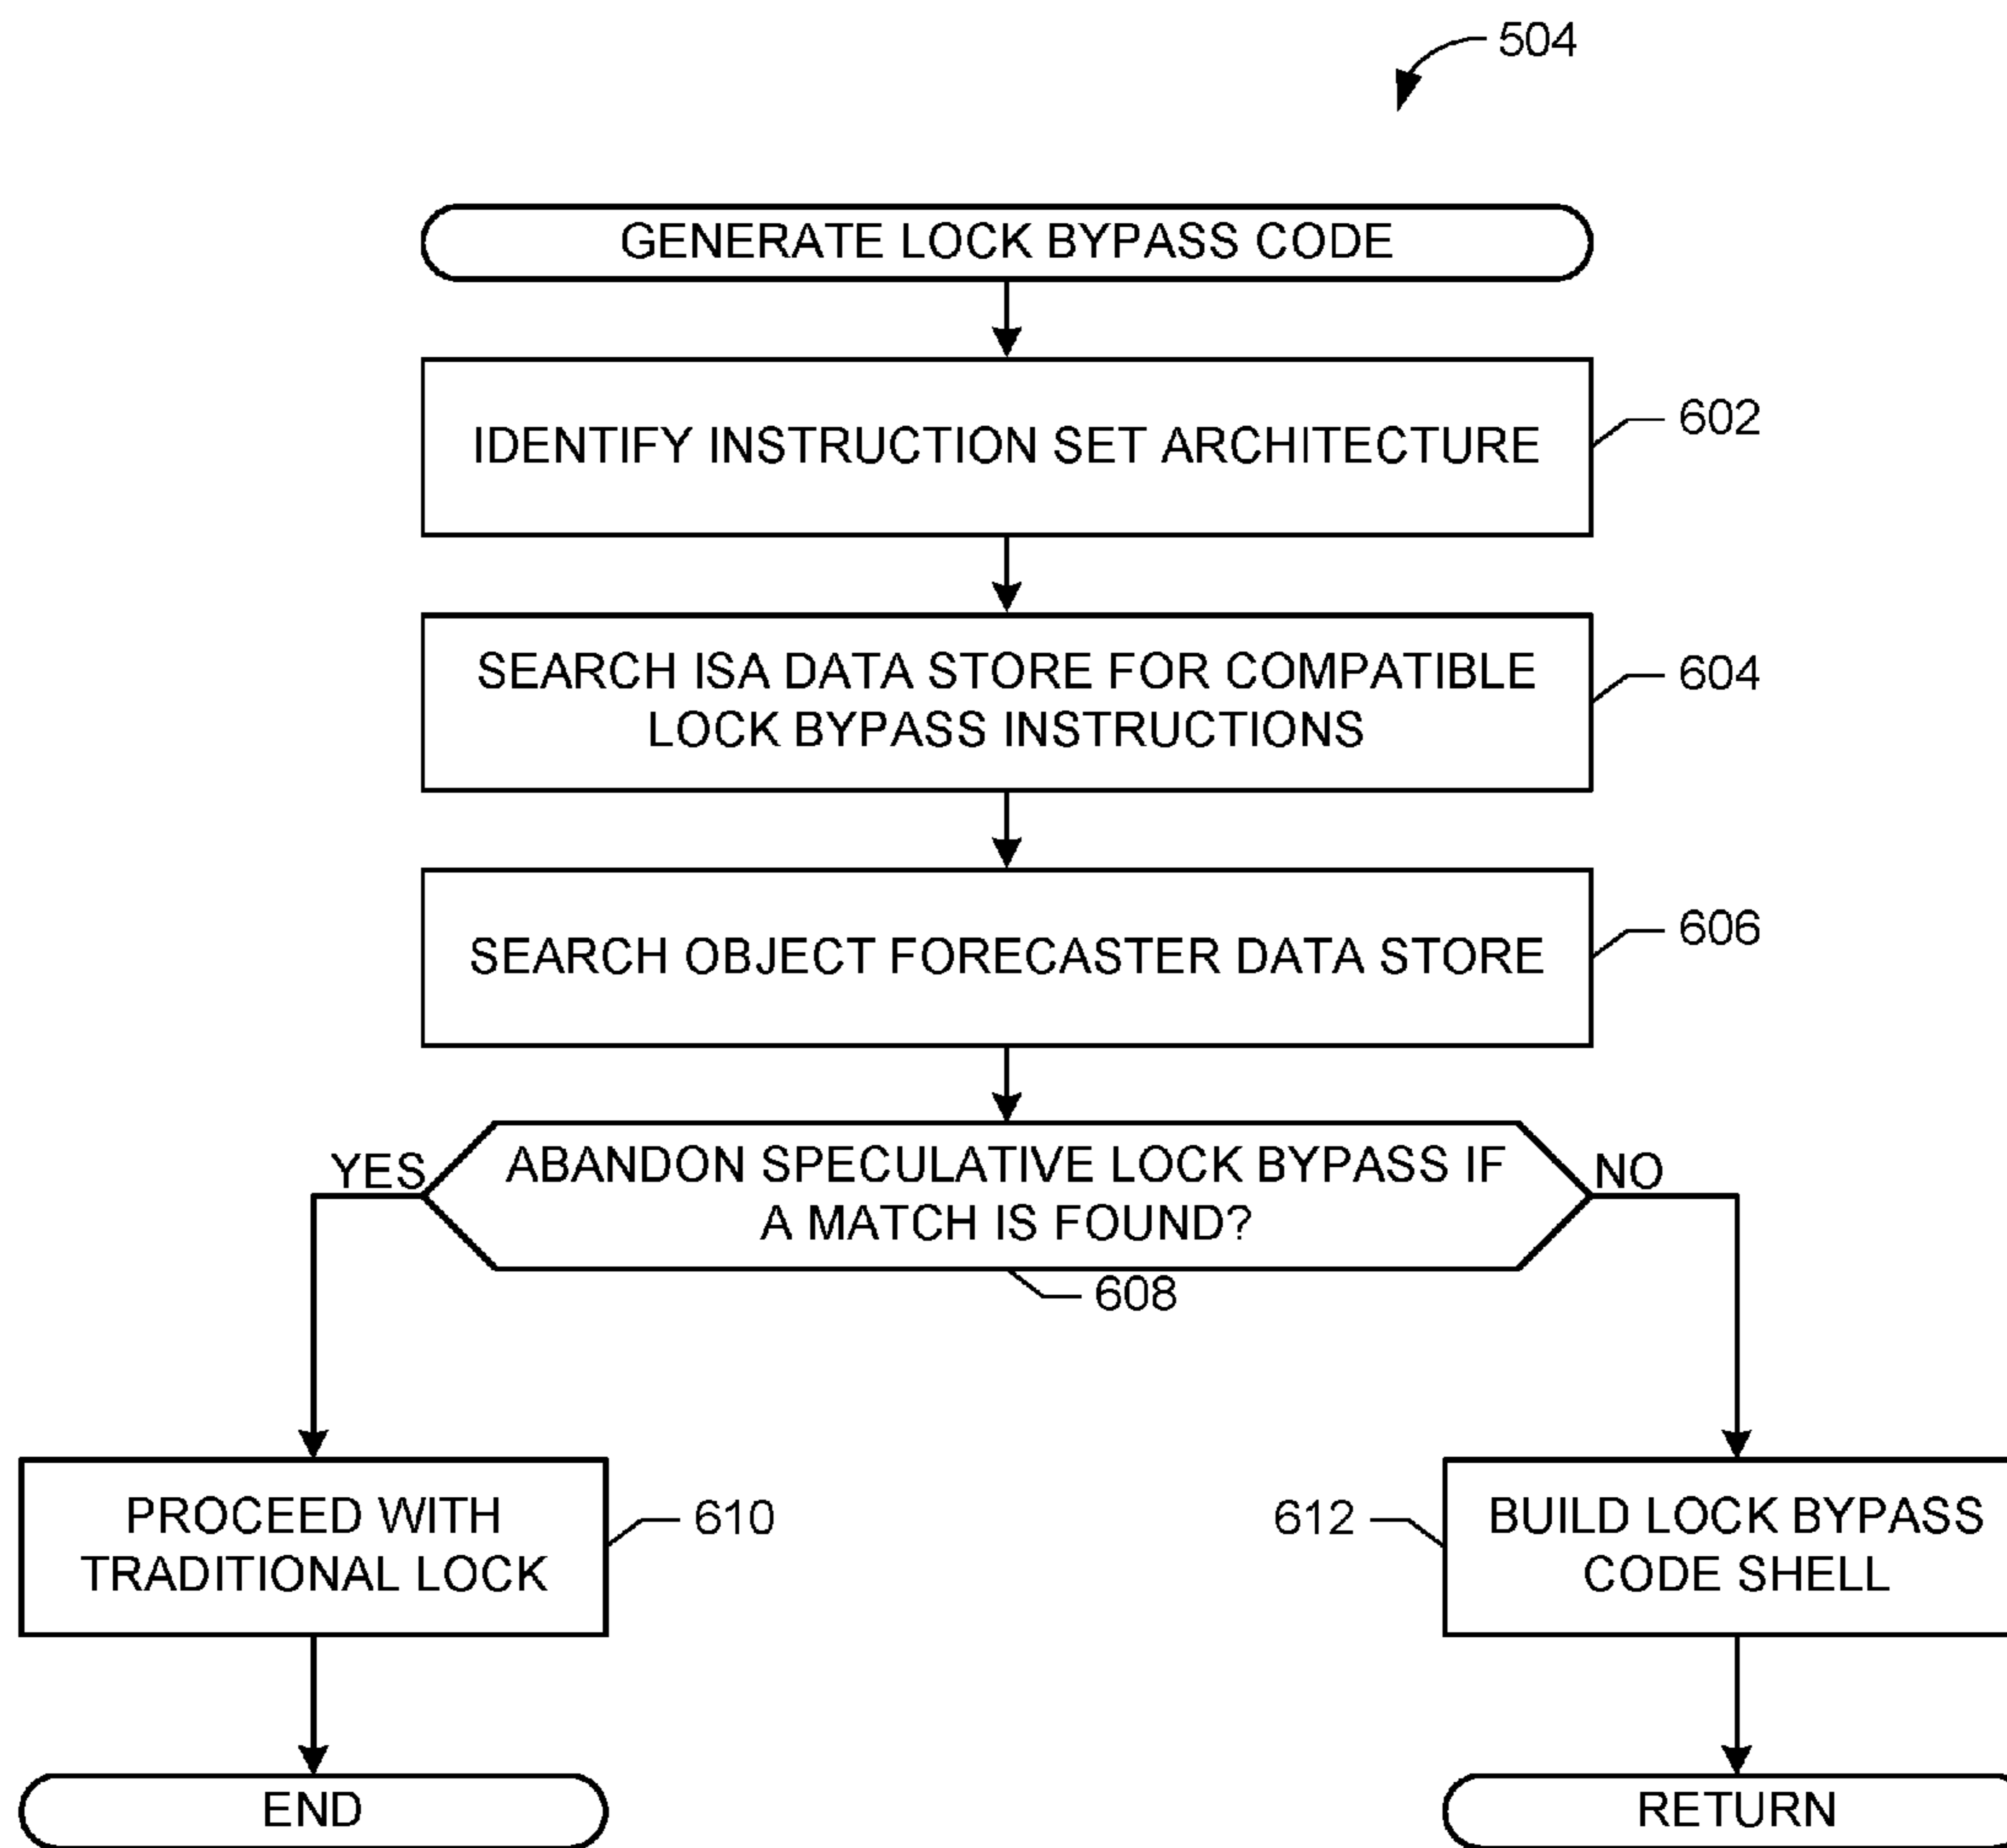 504
GENERATE LOCK BYPASS CODE
IDENTIFY INSTRUCTION SET ARCHITECTURE
602
SEARCH ISA DATA STORE FOR COMPATIBLE
LOCK BYPASS INSTRUCTIONS
604
SEARCH OBJECT FORECASTER DATA STORE
606
YES
ABANDON SPECULATIVE LOCK BYPASS IF
A MATCH IS FOUND?
NO
608
PROCEED WITH
TRADITIONAL LOCK
610
612
BUILD LOCK BYPASS
CODE SHELL
END
RETURN